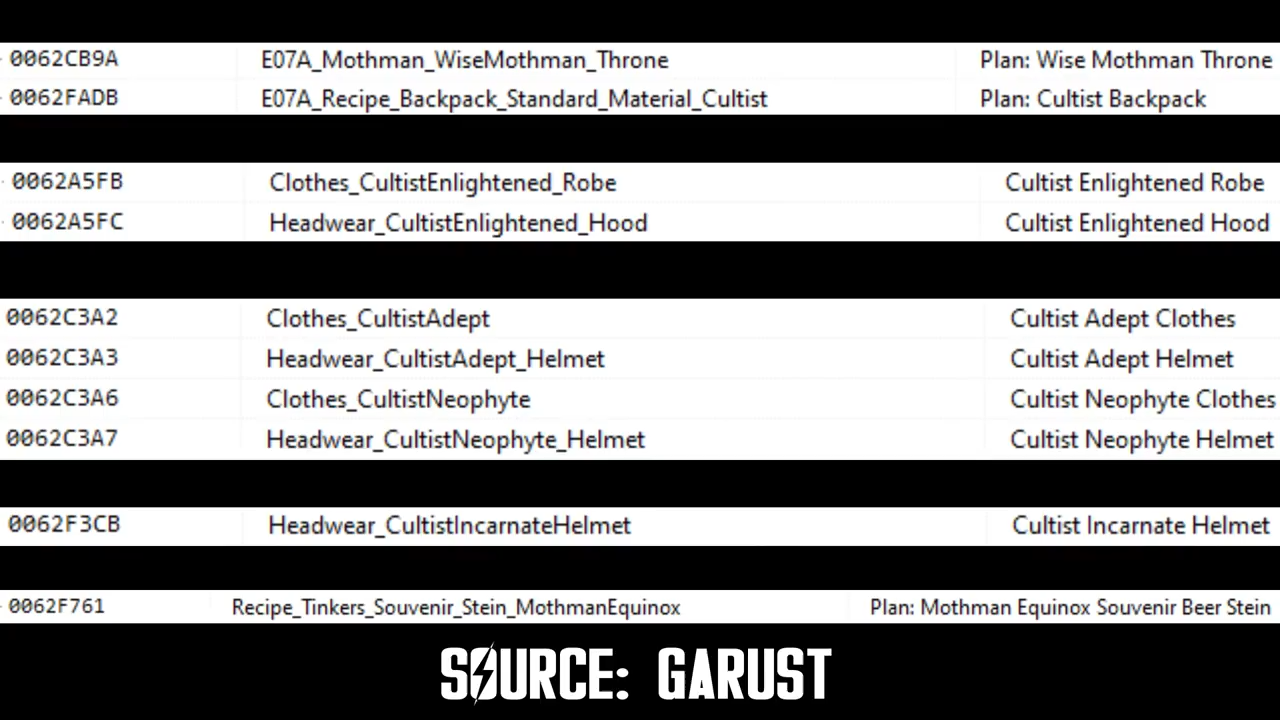 0062CB9A E07A_Mothman_WiseMothman_Throne Plan: Wise Mothman Throne
0062FADB E07A_Recipe_Backpack_Standard_Material_Cultist Plan: Cultist Backpack
0062A5FB Clothes_CultistEnlightened_Robe Cultist Enlightened Robe
0062A5FC Headwear_CultistEnlightened_Hood Cultist Enlightened Hood
0062C3A2 Clothes_CultistAdept Cultist Adept Clothes
0062C3A3 Headwear_CultistAdept_Helmet Cultist Adept Helmet
0062C3A6 Clothes_CultistNeophyte Cultist Neophyte Clothes
0062C3A7 Headwear_CultistNeophyte_Helmet Cultist Neophyte Helmet
0062F3CB Headwear_CultistIncarnateHelmet Cultist Incarnate Helmet
0062F761 Recipe_Tinkers_Souvenir_Stein_MothmanEquinox Plan: Mothman Equinox Souvenir Beer Stein
SOURCE: GARUST